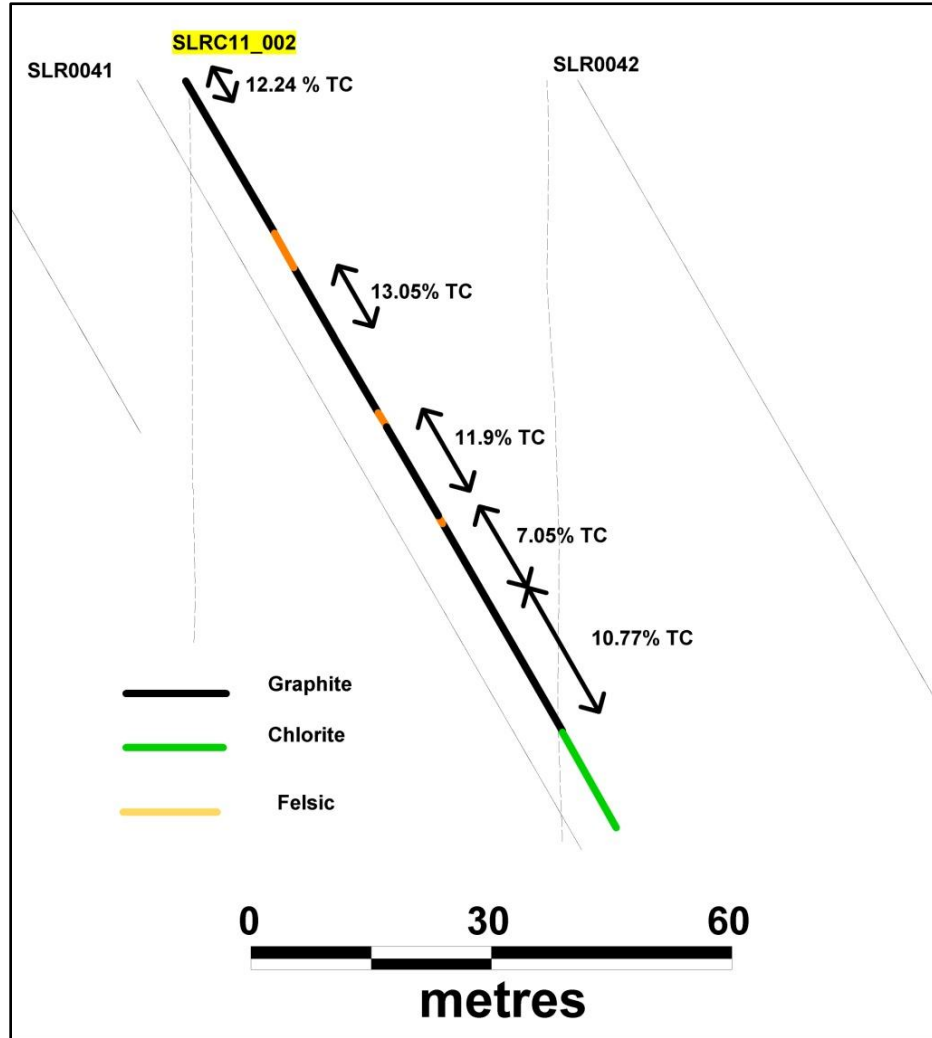 SLRC11_002
SLR0041
SLR0042
12.24 % TC
13.05% TC
11.9% TC
7.05% TC
10.77% TC
Graphite
Chlorite
Felsic
0 30 60
metres